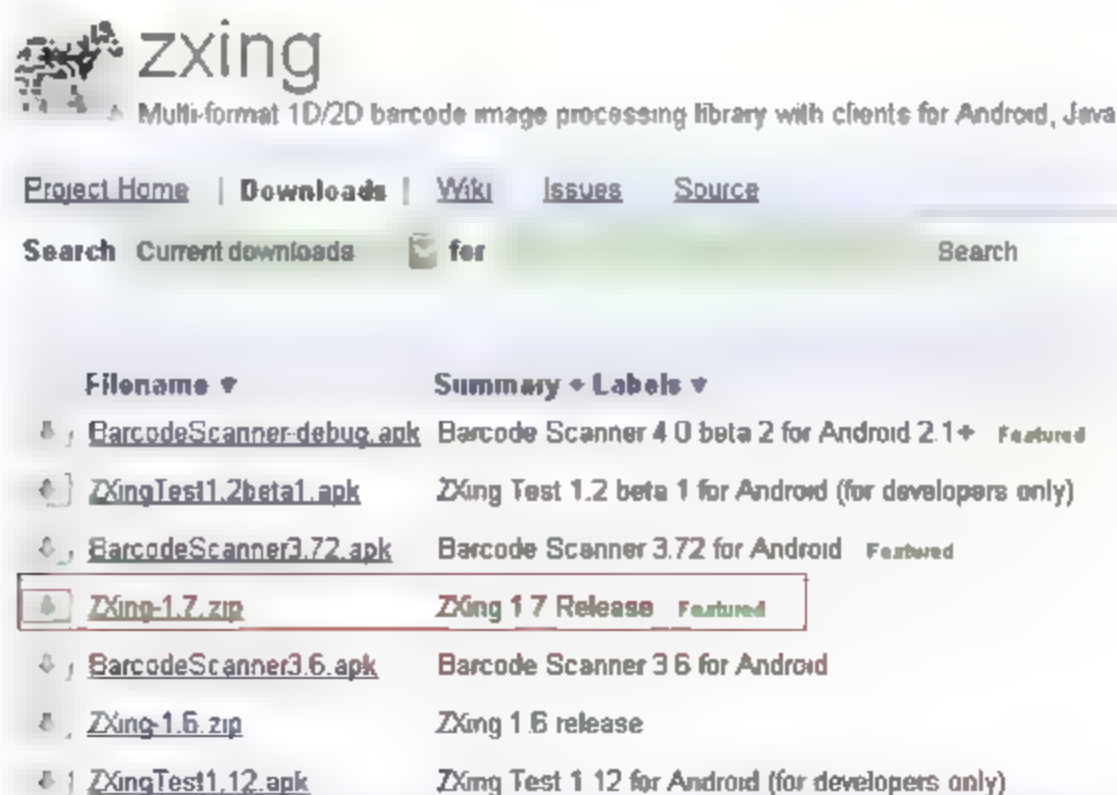 zxing
Multi-format 1D/2D barcode image processing library with clients for Android, Java
Project Home | Downloads | Wiki Issues Source
Search Current downloads for Search
Filename Summary + Labels
BarcodeScanner-debug.apk Barcode Scanner 4.0 beta 2 for Android 2.1+ Featured
ZXingTest1.2beta1.apk ZXing Test 1.2 beta 1 for Android (for developers only)
BarcodeScanner3.72.apk Barcode Scanner 3.72 for Android Featured
ZXing-1.7.zip ZXing 1.7 Release Featured
BarcodeScanner3.6.apk Barcode Scanner 3.6 for Android
ZXing-1.6.zip ZXing 1.6 release
ZXingTest1.12.apk ZXing Test 1.12 for Android (for developers only)